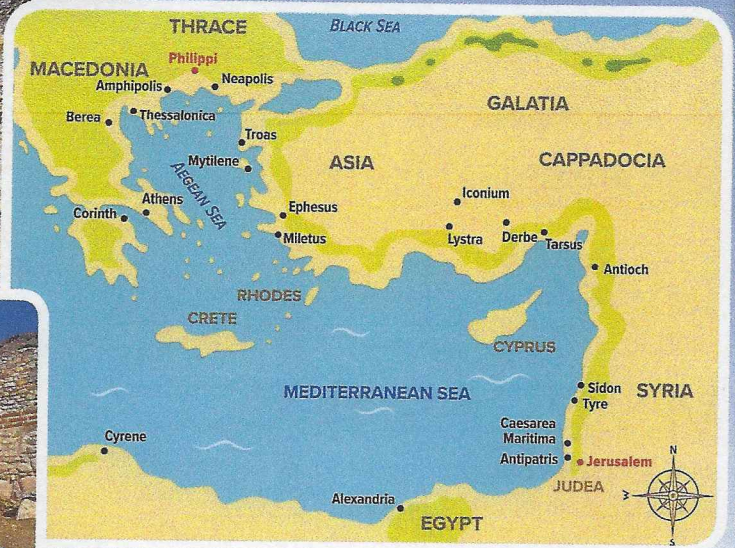 THRACE
BLACK SEA
Philippi
MACEDONIA
Neapolis
Amphipolis
Berea
Thessalonica
GALATIA
Troas
ASIA
CAPPADOCIA
Mytilene
AEGEAN SEA
Iconium
Athens
Ephesus
Corinth
Miletus
Lystra
Derbe
Tarsus
Antioch
RHODES
CRETE
CYPRUS
MEDITERRANEAN SEA
Sidon
SYRIA
Tyre
Caesarea
Maritima
Cyrene
Antipatris
Jerusalem
N
JUDEA
W
S
Alexandria
EGYPT